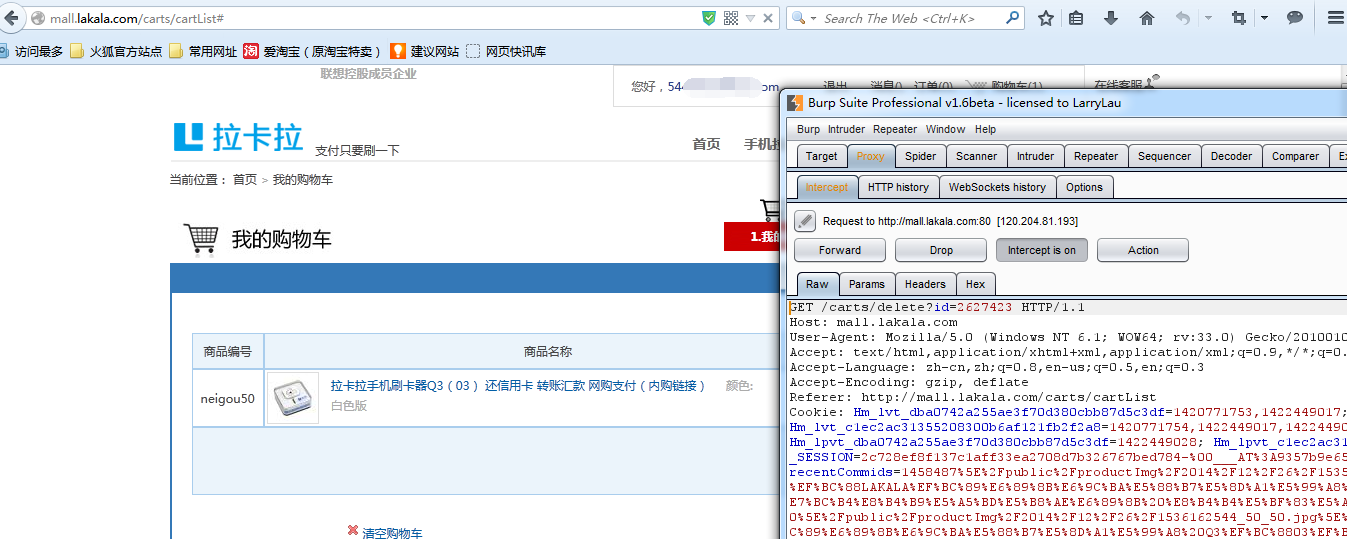 mall.lakala.com/carts/cartList#
Search The Web <Ctrl+K>
访问最多 火狐官方站点 常用网址 淘 爱淘宝（原淘宝特卖） 建议网站 网页快讯库
联想控股成员企业
您好，544 om 退出 消息() 订单(0) 购物车(1) 在线客服
拉卡拉 支付只要刷一下
首页 手机
当前位置： 首页 > 我的购物车
我的购物车
1.我的
商品编号 商品名称
neigou50
拉卡拉手机刷卡器Q3（03） 还信用卡 转账汇款 网购支付（内购链接） 颜色:
白色版
清空购物车
Burp Suite Professional v1.6beta - licensed to LarryLau
Burp Intruder Repeater Window Help
Target Proxy Spider Scanner Intruder Repeater Sequencer Decoder Comparer
Intercept HTTP history WebSockets history Options
Request to http://mall.lakala.com:80 [120.204.81.193]
Forward Drop Intercept is on Action
Raw Params Headers Hex
GET /carts/delete?id=2627423 HTTP/1.1
Host: mall.lakala.com
User-Agent: Mozilla/5.0 (Windows NT 6.1; WOW64; rv:33.0) Gecko/2010010
Accept: text/html,application/xhtml+xml,application/xml;q=0.9,*/*;q=0.
Accept-Language: zh-cn,zh;q=0.8,en-us;q=0.5,en;q=0.3
Accept-Encoding: gzip, deflate
Referer: http://mall.lakala.com/carts/cartList
Cookie: Hm_lvt_dba0742a255ae3f70d380cbb87d5c3df=1420771753,1422449017;
Hm_lvt_c1ec2ac31355208300b6af121fb2f2a8=1420771754,1422449017,1422449
Hm_lpvt_dba0742a255ae3f70d380cbb87d5c3df=1422449028; Hm_lpvt_c1ec2ac31
_SESSION=2c728ef8f137c1aff33ea2708d7b326767bed784-%00___AT%3A9357b9e65
recentCommids=1458487%5E%2Fpublic%2FproductImg%2F2014%2F12%2F26%2F1535
%EF%BC%88LAKALA%EF%BC%89%E6%89%8B%E6%9C%BA%E5%88%B7%E5%8D%A1%E5%99%A8%
E7%BC%B4%E8%B4%B9%E5%A5%BD%E5%B8%AE%E6%89%8B%20%E8%B4%B4%E5%BF%83%E5%A
0%5E%2Fpublic%2FproductImg%2F2014%2F12%2F26%2F1536162544_50_50.jpg%5E%
C%89%E6%89%8B%E6%9C%BA%E5%88%B7%E5%8D%A1%E5%99%A8%20Q3%EF%BC%8803%EF%B